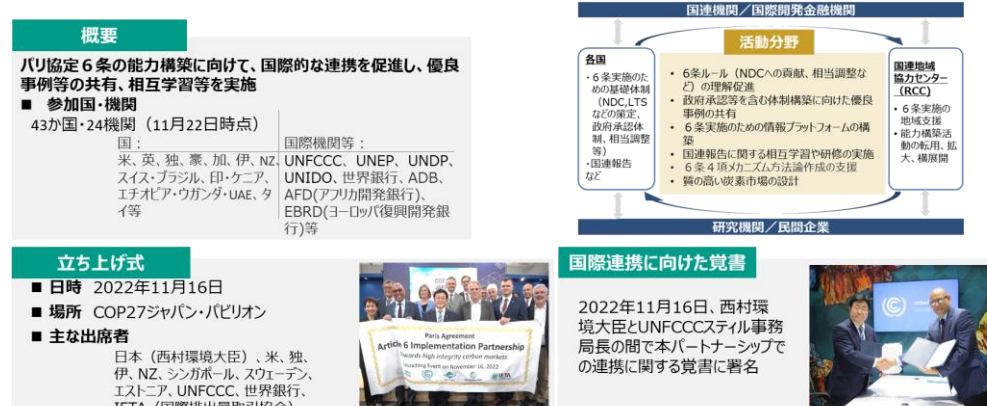 概要
パリ協定６条の能力構築に向けて、国際的な連携を促進し、優良
事例等の共有、相互学習等を実施
■ 参加国・機関
43か国・24機関（11月22日時点）
国：
米、英、独、豪、加、伊、NZ、
スイス・ブラジル、印・ケニア、
エチオピア・ウガンダ・UAE、タ
イ等
国際機関等：
UNFCCC、UNEP、UNDP、
UNIDO、世界銀行、ADB、
AFD(アフリカ開発銀行)、
EBRD(ヨーロッパ復興開発銀
行)等
国連機関／国際開発金融機関
各国
・６条実施のた
めの基礎体制
（NDC,LTS
などの策定、
政府承認体
制、相当調整
等）
・国連報告
など
活動分野
• ６条ルール（NDCへの貢献、相当調整な
ど）の理解促進
• 政府承認等を含む体制構築に向けた優良
事例の共有
• ６条実施のための情報プラットフォームの構
築
• 国連報告に関する相互学習や研修の実施
• ６条４項メカニズム方法論作成の支援
• 質の高い炭素市場の設計
国連地域
協力センター
（RCC)
• ６条実施の
地域支援
• 能力構築活
動の転用、拡
大、横展開
研究機関／民間企業
立ち上げ式
■ 日時 2022年11月16日
■ 場所 COP27ジャパン・パビリオン
■ 主な出席者
日本（西村環境大臣）、米、独、
伊、NZ、シンガポール、スウェーデン、
エストニア、UNFCCC、世界銀行、
IETA（国際排出量取引協会）
Paris Agreement
Article 6 Implementation Partnership
Towards high integrity carbon markets
Launching Event on November 16, 2022
IETA
国際連携に向けた覚書
2022年11月16日、西村環
境大臣とUNFCCCスティル事務
局長の間で本パートナーシップで
の連携に関する覚書に署名